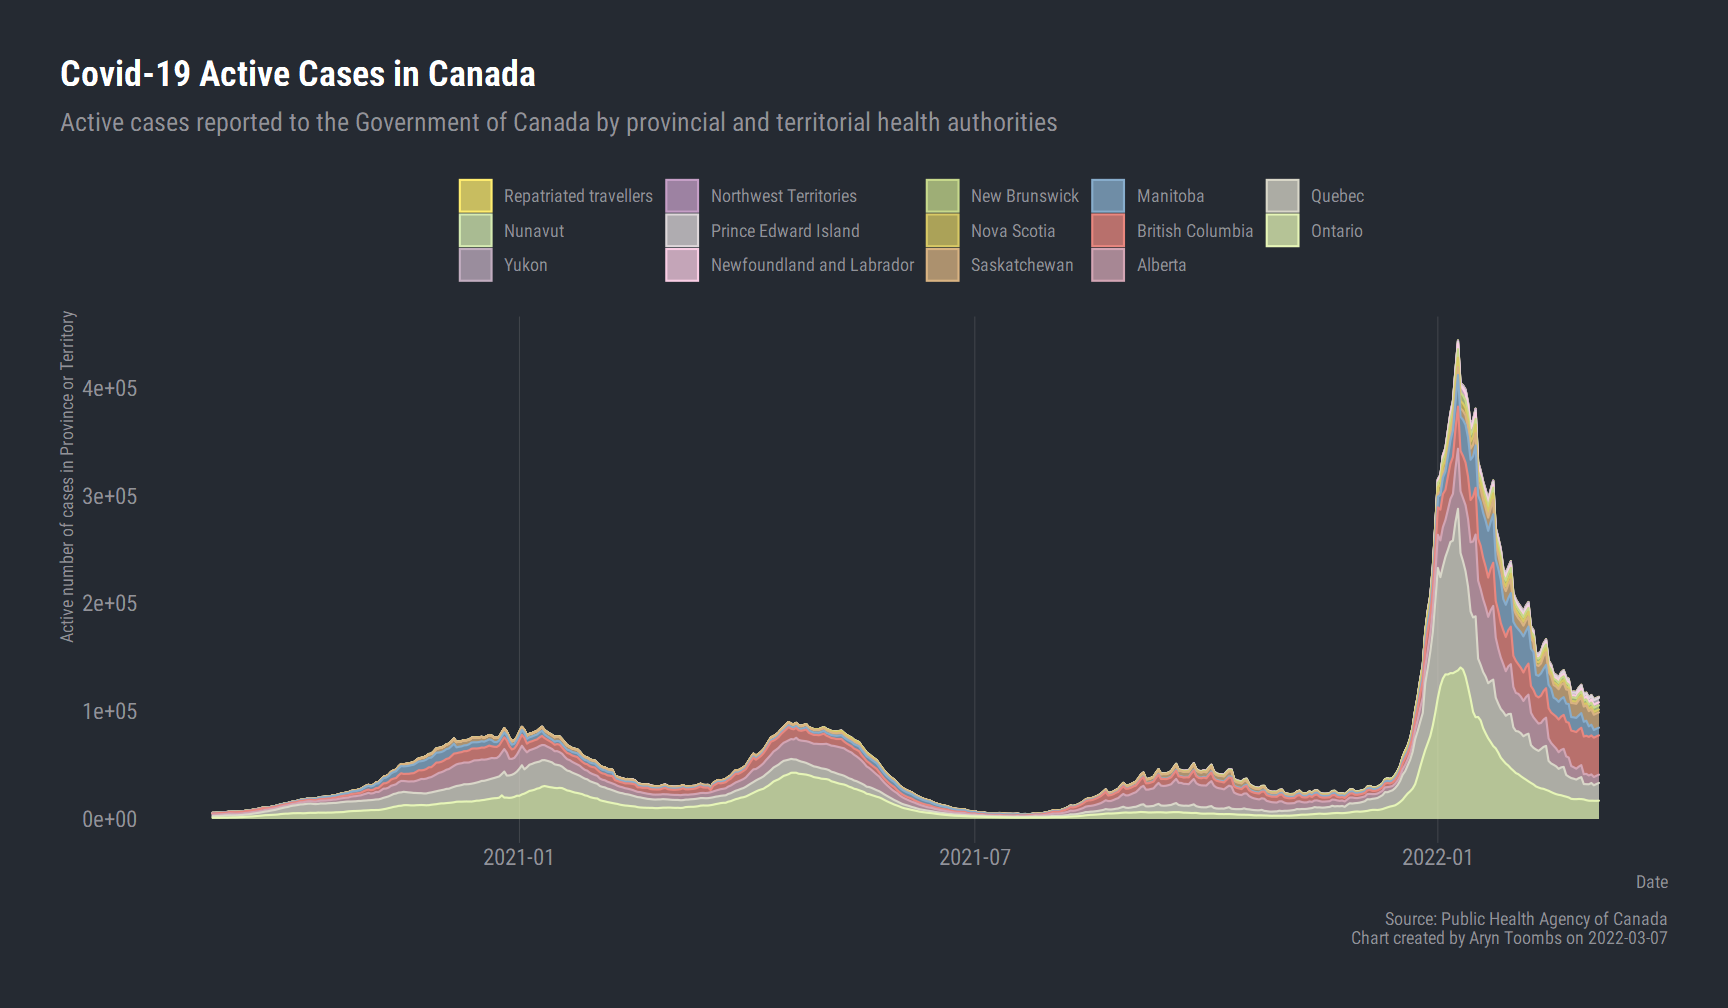 Covid-19 Active Cases in Canada
Active cases reported to the Government of Canada by provincial and territorial health authorities
Repatriated travellers
Northwest Territories
New Brunswick
Manitoba
Quebec
Nunavut
Prince Edward Island
Nova Scotia
British Columbia
Ontario
Yukon
Newfoundland and Labrador
Saskatchewan
Alberta
Active number of cases in Province or Territory
4e+05
3e+05
2e+05
1e+05
0e+00
2021-01
2021-07
2022-01
Date
Source: Public Health Agency of Canada
Chart created by Aryn Toombs on 2022-03-07